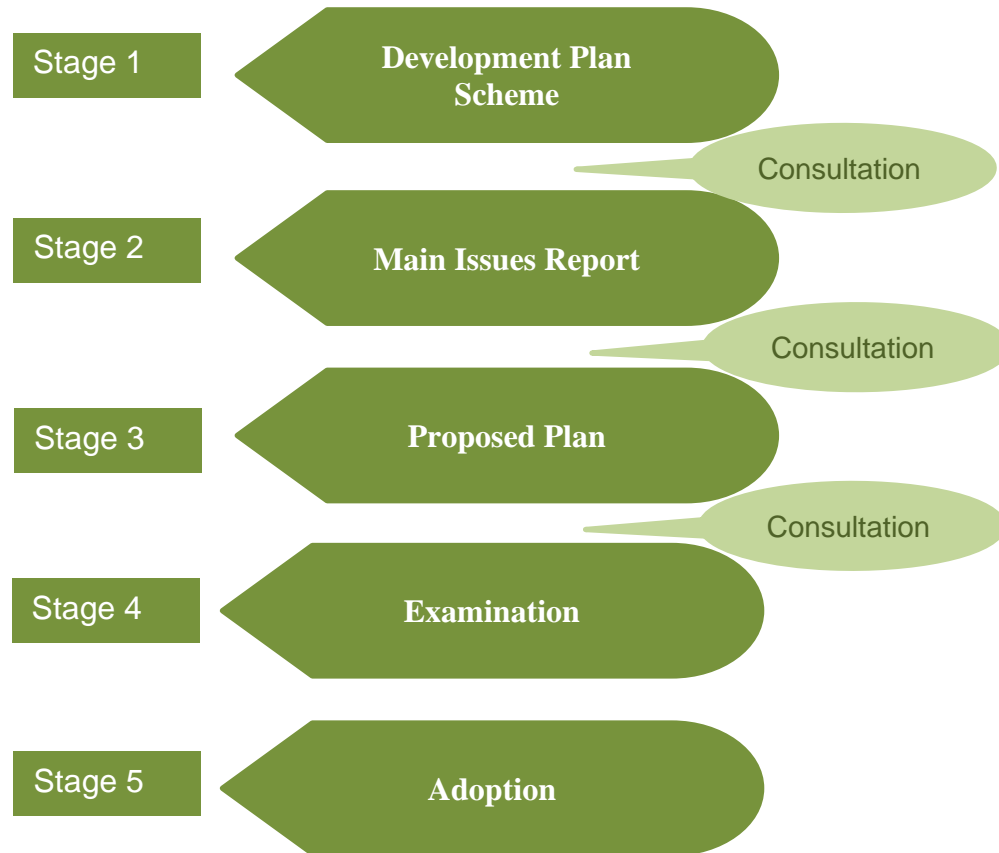 Stage 1
Development Plan
Scheme
Consultation
Stage 2
Main Issues Report
Consultation
Stage 3
Proposed Plan
Consultation
Stage 4
Examination
Stage 5
Adoption